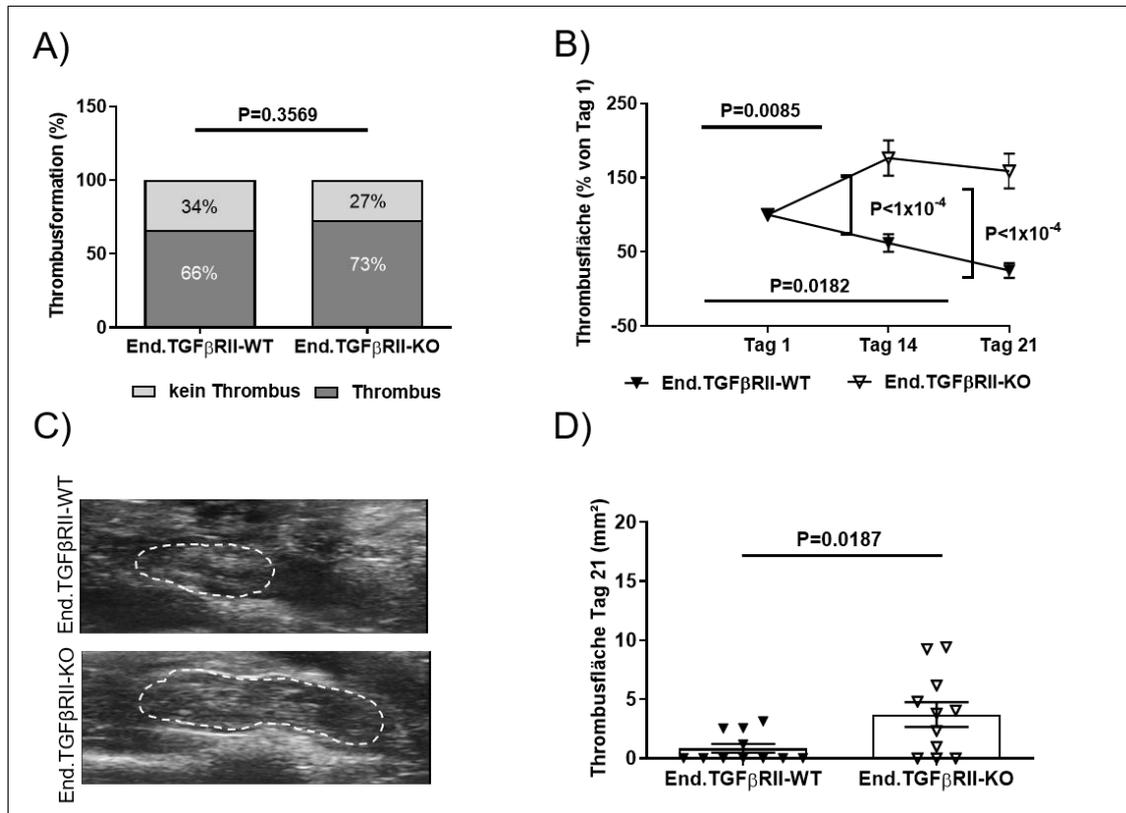 A)
Thrombusformation (%)
150
100
50
0
P=0.3569
34%
27%
66%
73%
End.TGFβRII-WT
End.TGFβRII-KO
kein Thrombus
Thrombus
B)
Thrombusfläche (% von Tag 1)
250
150
50
-50
P=0.0085
P<1x10⁻⁴
P<1x10⁻⁴
P=0.0182
Tag 1
Tag 14
Tag 21
End.TGFβRII-WT
End.TGFβRII-KO
C)
End.TGFβRII-WT
End.TGFβRII-KO
D)
Thrombusfläche Tag 21 (mm²)
20
15
10
5
0
P=0.0187
End.TGFβRII-WT
End.TGFβRII-KO